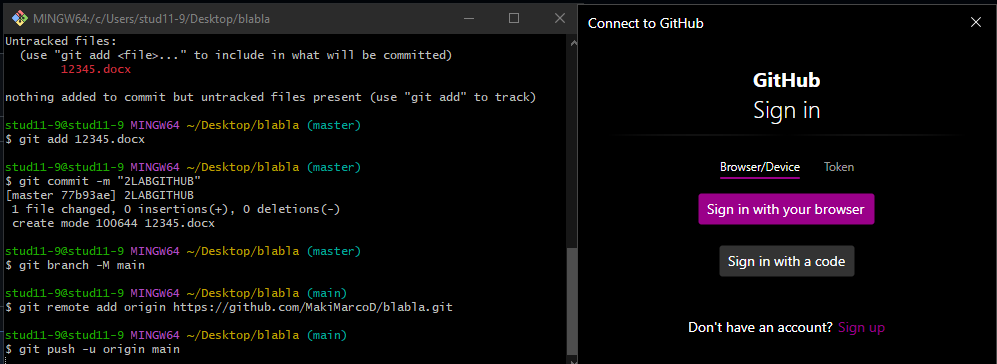 MINGW64:/c/Users/stud11-9/Desktop/blabla
Untracked files:
(use "git add <file>..." to include in what will be committed)
12345.docx
nothing added to commit but untracked files present (use "git add" to track)
stud11-9@stud11-9 MINGW64 ~/Desktop/blabla (master)
$ git add 12345.docx
stud11-9@stud11-9 MINGW64 ~/Desktop/blabla (master)
$ git commit -m "2LABGITHUB"
[master 77b93ae] 2LABGITHUB
1 file changed, 0 insertions(+), 0 deletions(-)
create mode 100644 12345.docx
stud11-9@stud11-9 MINGW64 ~/Desktop/blabla (master)
$ git branch -M main
stud11-9@stud11-9 MINGW64 ~/Desktop/blabla (main)
$ git remote add origin https://github.com/MakiMarcoD/blabla.git
stud11-9@stud11-9 MINGW64 ~/Desktop/blabla (main)
$ git push -u origin main
Connect to GitHub
GitHub
Sign in
Browser/Device Token
Sign in with your browser
Sign in with a code
Don't have an account? Sign up